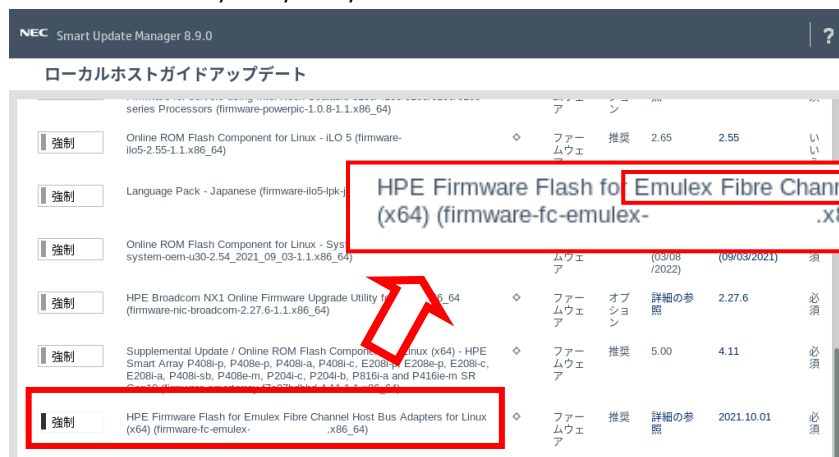 NEC Smart Update Manager 8.9.0
?
ローカルホストガイドアップデート
series Processors (firmware-powerpic-1.0.8-1.1.x86_64)
ア
ン
強制
Online ROM Flash Component for Linux - iLO 5 (firmware-
ilo5-2.55-1.1.x86_64)
ファー
ムウェ
推奨
2.65
2.55
い
い
強制
Language Pack - Japanese (firmware-ilo5-lpk-j
HPE Firmware Flash for Emulex Fibre Chann
(x64) (firmware-fc-emulex- .x8
強制
Online ROM Flash Component for Linux - Sys
system-oem-u30-2.54_2021_09_03-1.1.x86_64)
ムウェ
ア
(03/08
/2022)
(09/03/2021)
須
強制
HPE Broadcom NX1 Online Firmware Upgrade Utility
(firmware-nic-broadcom-2.27.6-1.1.x86_64)
ファー
ムウェ
ア
オプ
ショ
ン
詳細の参
照
2.27.6
必
須
強制
Supplemental Update / Online ROM Flash Linux (x64) - HPE
Smart Array P408i-p, P408e-p, P408i-a, P408i-c, E208i-p, E208e-p, E208i-c,
E208i-a, P408i-sb, P408e-m, P204i-c, P204i-b, P816i-a and P416ie-m SR
ファー
ムウェ
ア
推奨
5.00
4.11
必
須
強制
HPE Firmware Flash for Emulex Fibre Channel Host Bus Adapters for Linux
(x64) (firmware-fc-emulex- .x86_64)
ファー
ムウェ
ア
推奨
詳細の参
照
2021.10.01
必
須